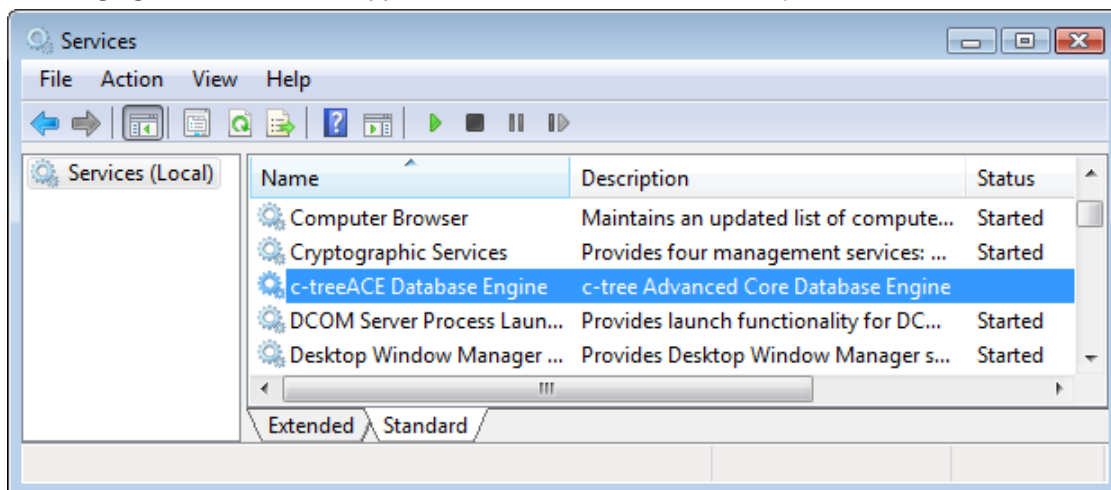 Services
File Action View Help
Services (Local)
Name Description Status
Computer Browser Maintains an updated list of compute... Started
Cryptographic Services Provides four management services: ... Started
c-treeACE Database Engine c-tree Advanced Core Database Engine
DCOM Server Process Laun... Provides launch functionality for DC... Started
Desktop Window Manager ... Provides Desktop Window Manager s... Started
Extended Standard